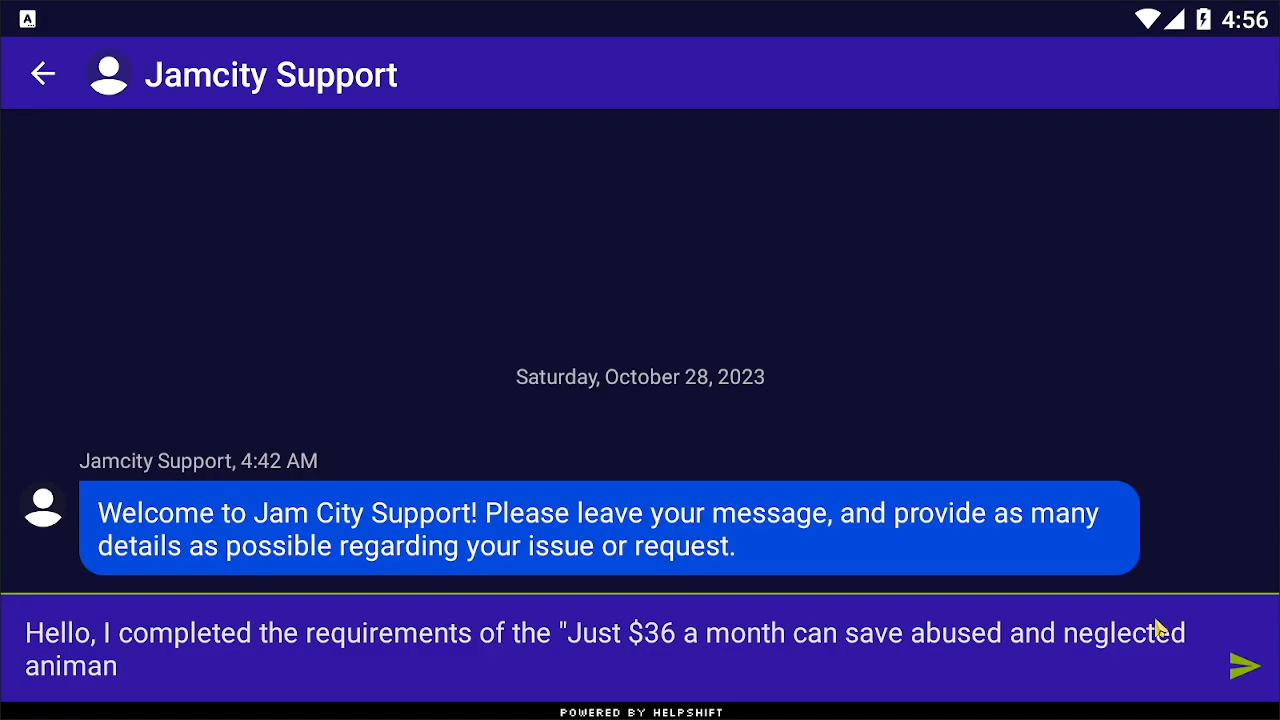 A
4:56
Jamcity Support
Saturday, October 28, 2023
Jamcity Support, 4:42 AM
Welcome to Jam City Support! Please leave your message, and provide as many
details as possible regarding your issue or request.
Hello, I completed the requirements of the "Just $36 a month can save abused and neglected
animan
POWERED BY HELPSHIFT